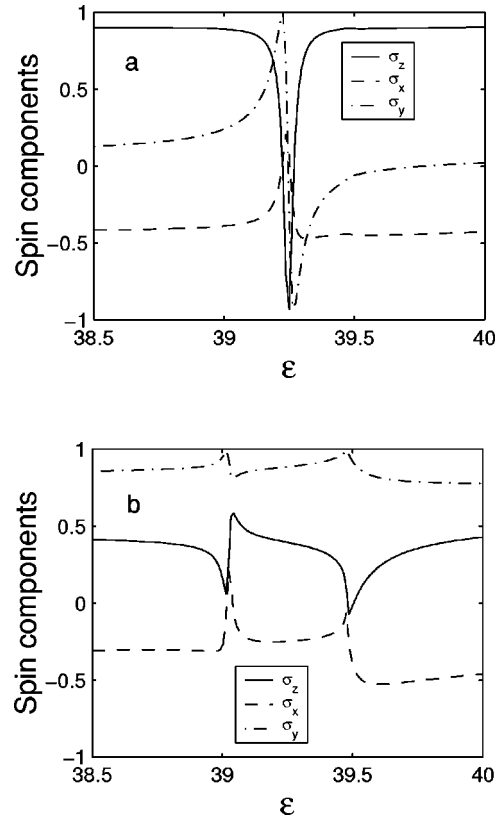 1
0.5
0
-0.5
-1
Spin components
a
σz
σx
σy
38.5 39 39.5 40
ε
1
0.5
0
-0.5
-1
Spin components
b
σz
σx
σy
38.5 39 39.5 40
ε